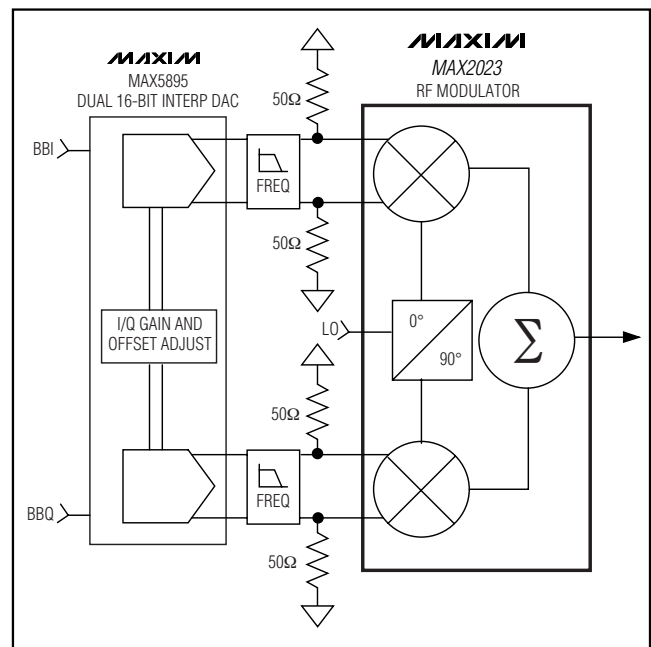 MAXIM
MAX5895
DUAL 16-BIT INTERP DAC
MAXIM
MAX2023
RF MODULATOR
50Ω
BBI
FREQ
50Ω
I/Q GAIN AND
OFFSET ADJUST
LO
0°
90°
Σ
50Ω
FREQ
BBQ
50Ω